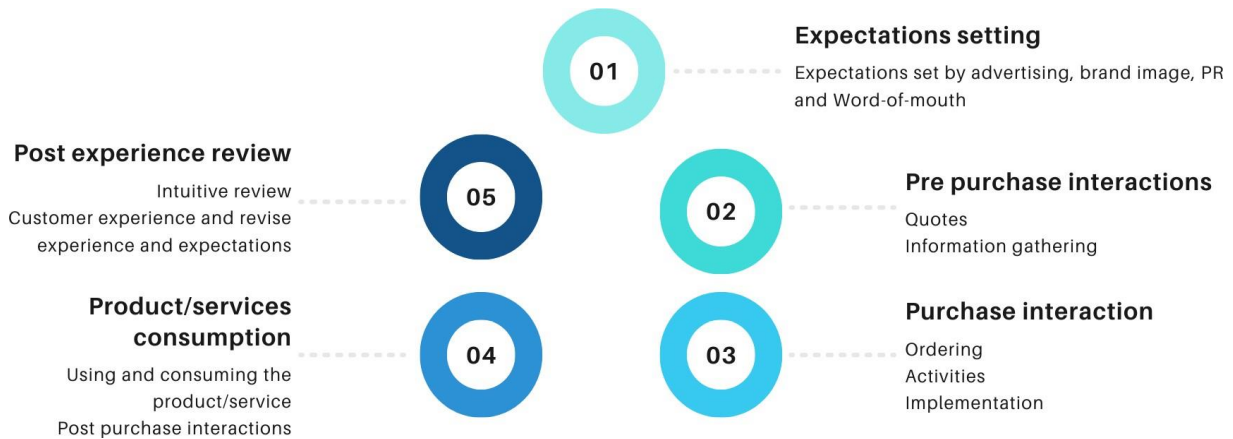 01
Expectations setting
Expectations set by advertising, brand image, PR
and Word-of-mouth
02
Pre purchase interactions
Quotes
Information gathering
03
Purchase interaction
Ordering
Activities
Implementation
04
Product/services
consumption
Using and consuming the
product/service
Post purchase interactions
05
Post experience review
Intuitive review
Customer experience and revise
experience and expectations